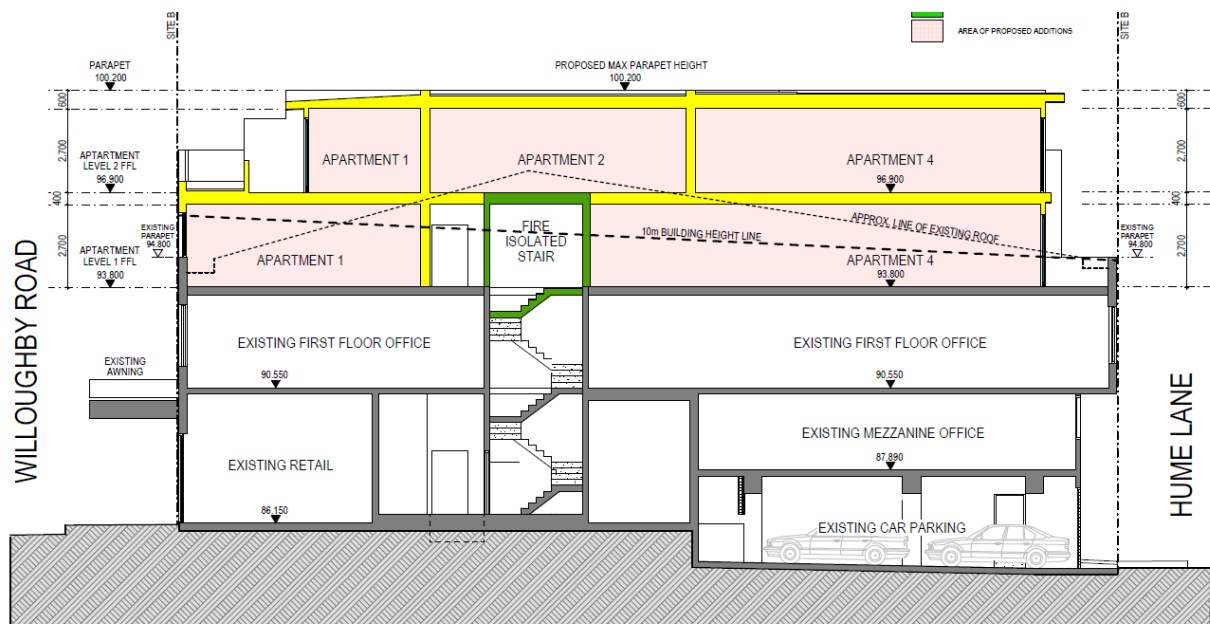 SITE B
SITE B
AREA OF PROPOSED ADDITIONS
PARAPET
100.200
PROPOSED MAX PARAPET HEIGHT
100.200
600
600
2,700
2,700
APARTMENT 1
APARTMENT 2
APARTMENT 4
96.900
APTARTMENT
LEVEL 2 FFL
96.900
400
400
EXISTING
PARAPET
94.800
FIRE
ISOLATED
STAIR
10m BUILDING HEIGHT LINE
APPROX. LINE OF EXISTING ROOF
EXISTING
PARAPET
94.800
2,700
2,700
APTARTMENT
LEVEL 1 FFL
93.800
APARTMENT 1
APARTMENT 4
93.800
WILLOUGHBY ROAD
HUME LANE
EXISTING FIRST FLOOR OFFICE
90.550
EXISTING FIRST FLOOR OFFICE
90.550
EXISTING
AWNING
EXISTING RETAIL
86.150
EXISTING MEZZANINE OFFICE
87.890
EXISTING CAR PARKING